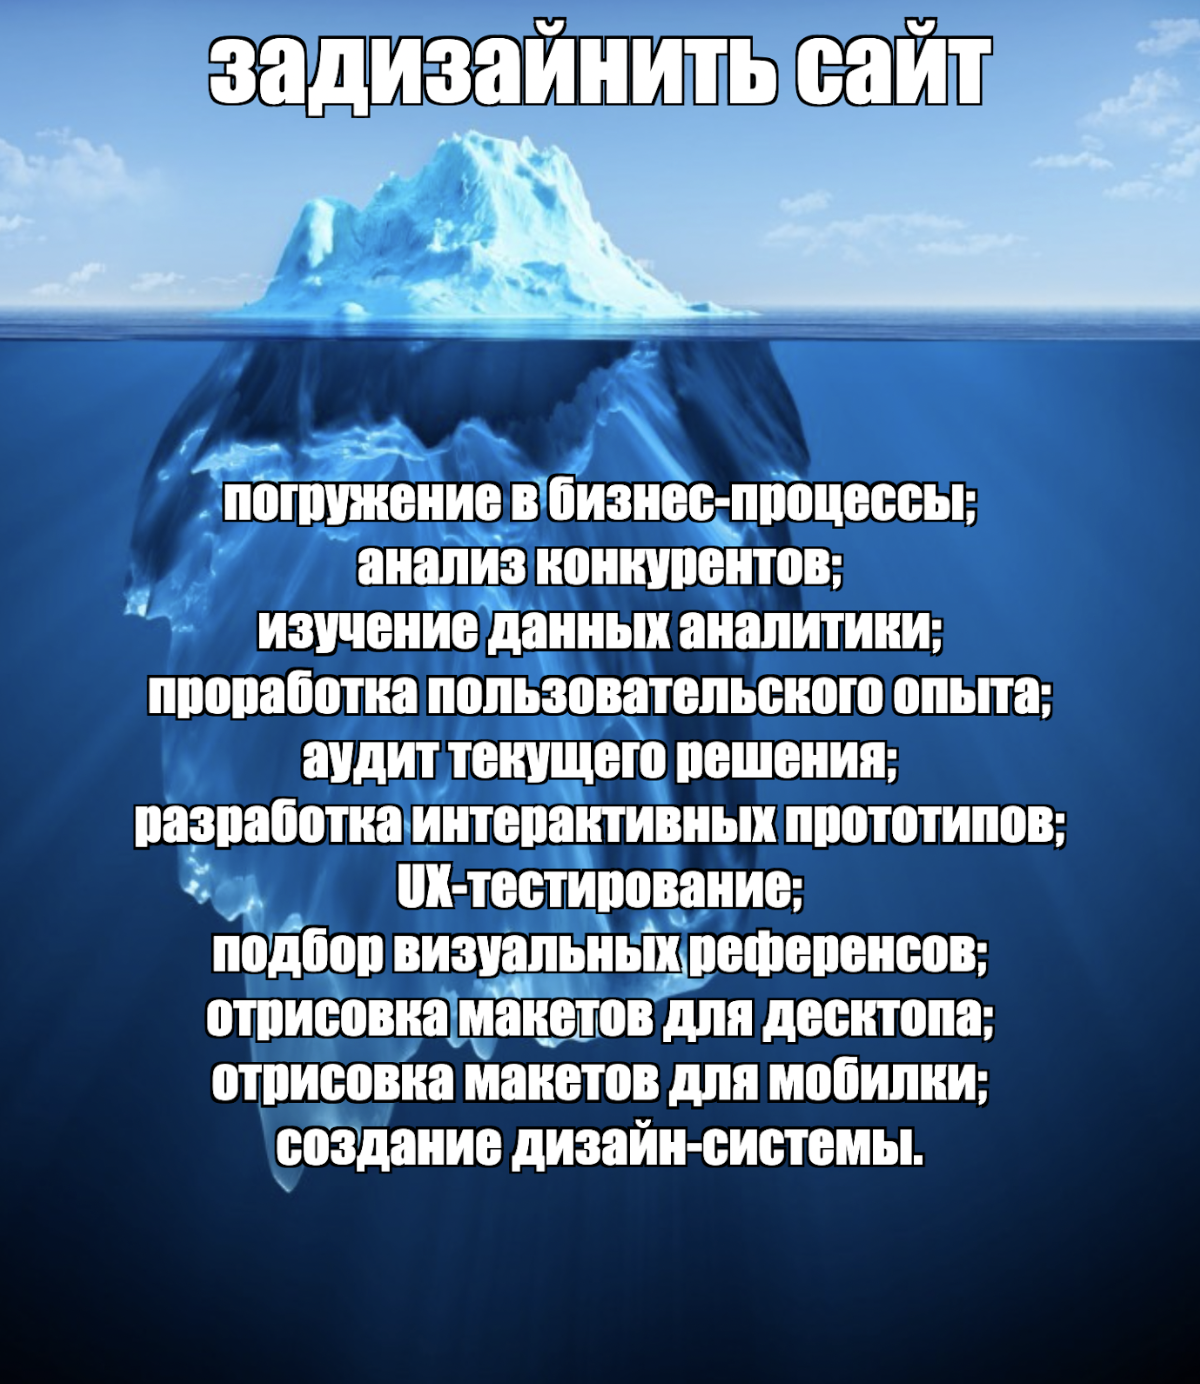 задизайнить сайт
погружение в бизнес-процессы;
анализ конкурентов;
изучение данных аналитики;
проработка пользовательского опыта;
аудит текущего решения;
разработка интерактивных прототипов;
UX-тестирование;
подбор визуальных референсов;
отрисовка макетов для десктопа;
отрисовка макетов для мобилки;
создание дизайн-системы.